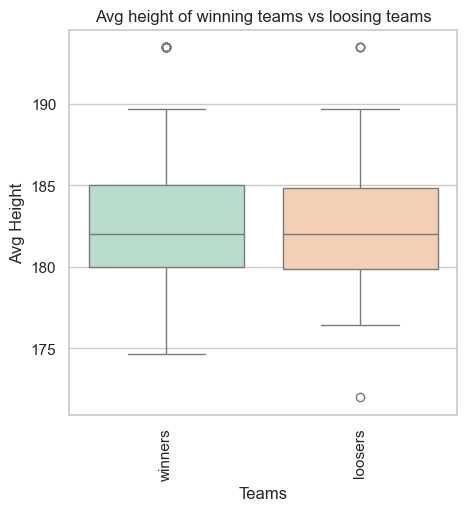 Avg height of winning teams vs loosing teams
190
185
180
175
Avg Height
winners
loosers
Teams